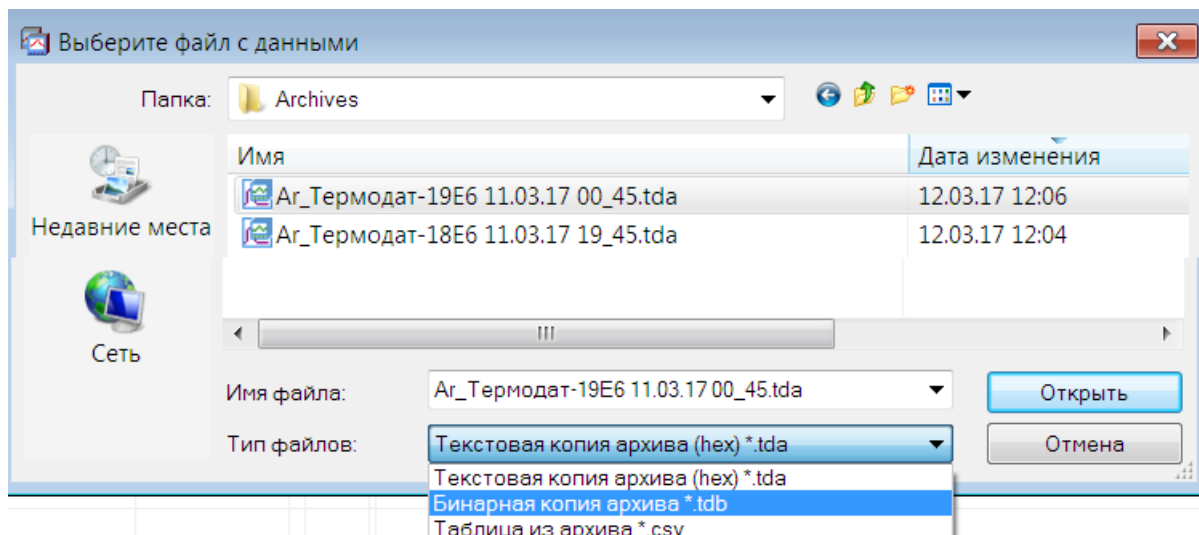 Выберите файл с данными
Папка: Archives
Имя Дата изменения
Ar_Термодат-19Е6 11.03.17 00_45.tda 12.03.17 12:06
Недавние места
Ar_Термодат-18Е6 11.03.17 19_45.tda 12.03.17 12:04
Сеть
Имя файла: Ar_Термодат-19Е6 11.03.17 00_45.tda Открыть
Тип файлов: Текстовая копия архива (hex) *.tda Отмена
Текстовая копия архива (hex) *.tda
Бинарная копия архива *.tdb
Таблица из архива *.csv